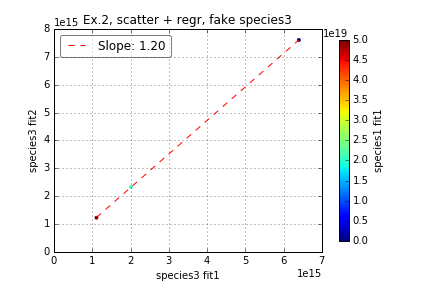 Ex.2, scatter + regr, fake species3
1e15
1e19
8
7
6
5
4
3
2
1
0
Slope: 1.20
species3 fit2
0 1 2 3 4 5 6 7
1e15
species3 fit1
5.0
4.5
4.0
3.5
3.0
2.5
2.0
1.5
1.0
0.5
0.0
species1 fit1